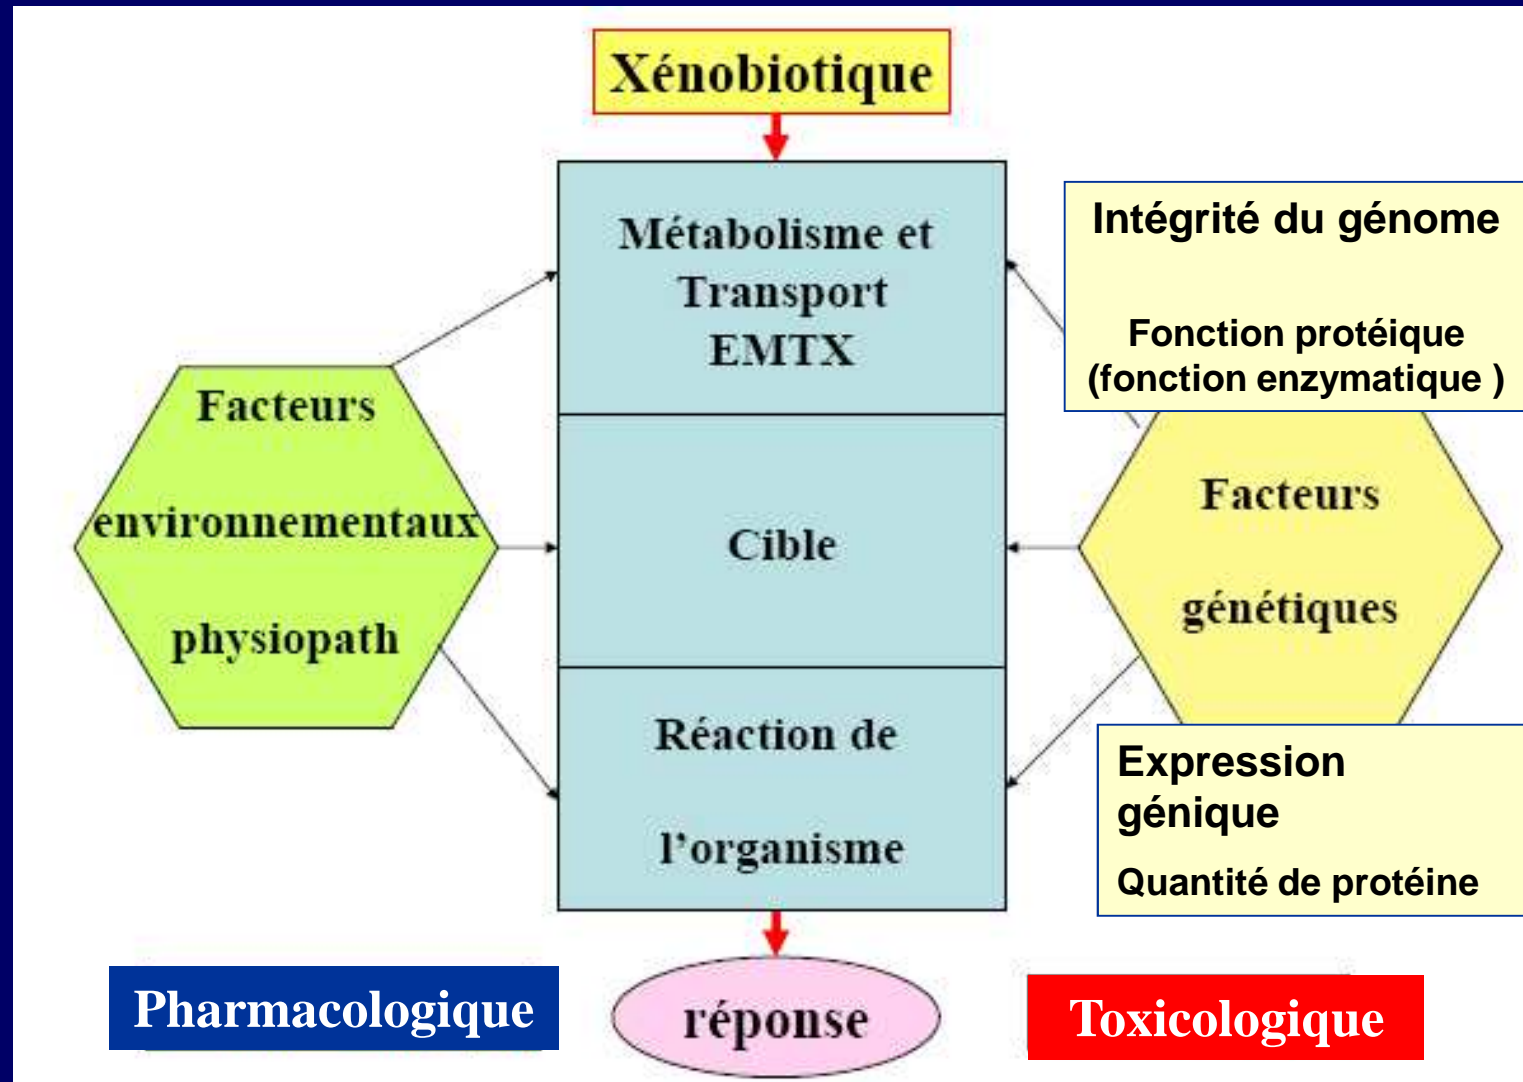 Xénobiotique
Métabolisme et
Transport
EMTX
Intégrité du génome
Fonction protéique
(fonction enzymatique )
Facteurs
environnementaux
physiopath
Cible
Facteurs
génétiques
Réaction de
l’organisme
Expression
génique
Quantité de protéine
Pharmacologique
réponse
Toxicologique